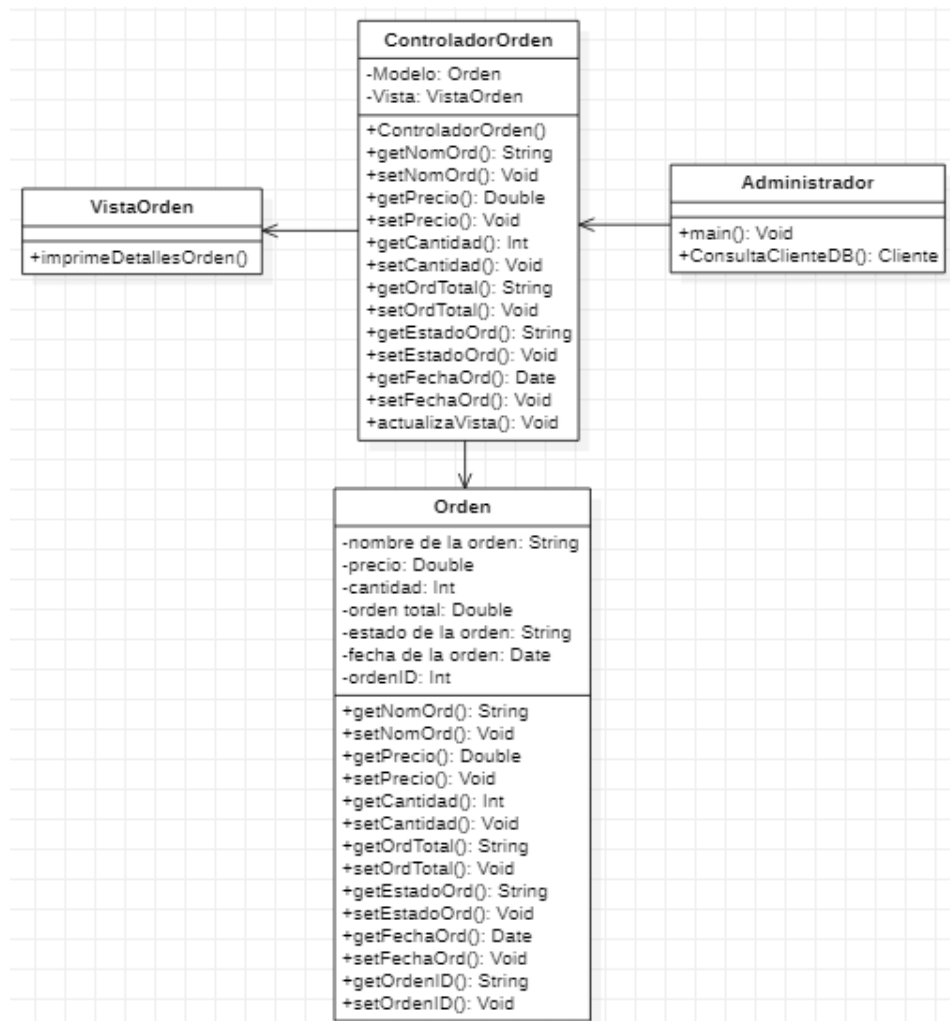 ControladorOrden
-Modelo: Orden
-Vista: VistaOrden
+ControladorOrden()
+getNomOrd(): String
+setNomOrd(): Void
+getPrecio(): Double
+setPrecio(): Void
+getCantidad(): Int
+setCantidad(): Void
+getOrdTotal(): String
+setOrdTotal(): Void
+getEstadoOrd(): String
+setEstadoOrd(): Void
+getFechaOrd(): Date
+setFechaOrd(): Void
+actualizaVista(): Void
VistaOrden
+imprimeDetallesOrden()
Administrador
+main(): Void
+ConsultaClienteDB(): Cliente
Orden
-nombre de la orden: String
-precio: Double
-cantidad: Int
-orden total: Double
-estado de la orden: String
-fecha de la orden: Date
-ordenID: Int
+getNomOrd(): String
+setNomOrd(): Void
+getPrecio(): Double
+setPrecio(): Void
+getCantidad(): Int
+setCantidad(): Void
+getOrdTotal(): String
+setOrdTotal(): Void
+getEstadoOrd(): String
+setEstadoOrd(): Void
+getFechaOrd(): Date
+setFechaOrd(): Void
+getOrdenID(): String
+setOrdenID(): Void